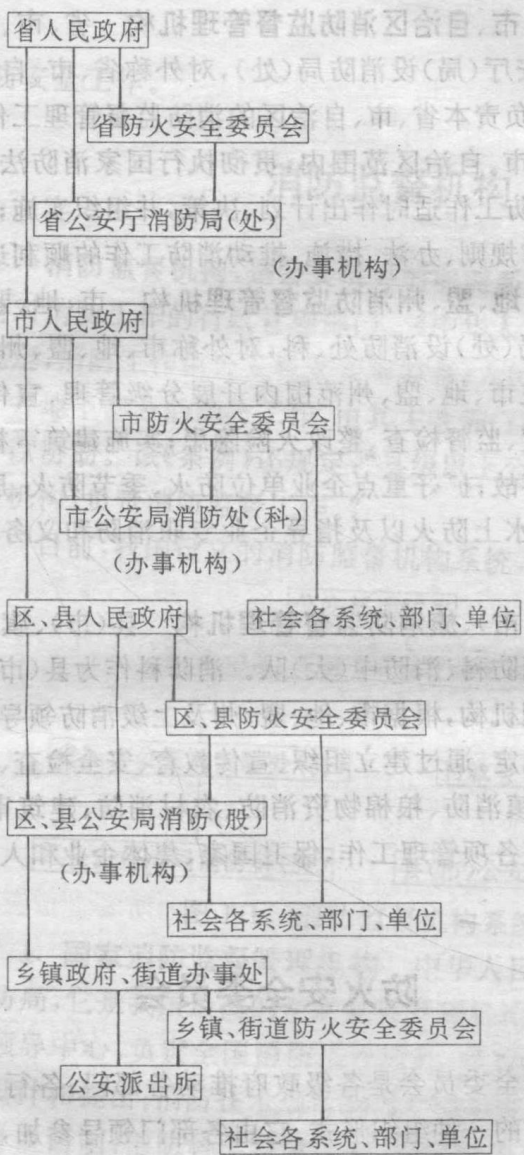 省人民政府
省防火安全委员会
省公安厅消防局(处)
(办事机构)
市人民政府
市防火安全委员会
市公安局消防处(科)
(办事机构)
区、县人民政府
社会各系统、部门、单位
区、县防火安全委员会
区、县公安局消防(股)
(办事机构)
社会各系统、部门、单位
乡镇政府、街道办事处
乡镇、街道防火安全委员会
公安派出所
社会各系统、部门、单位